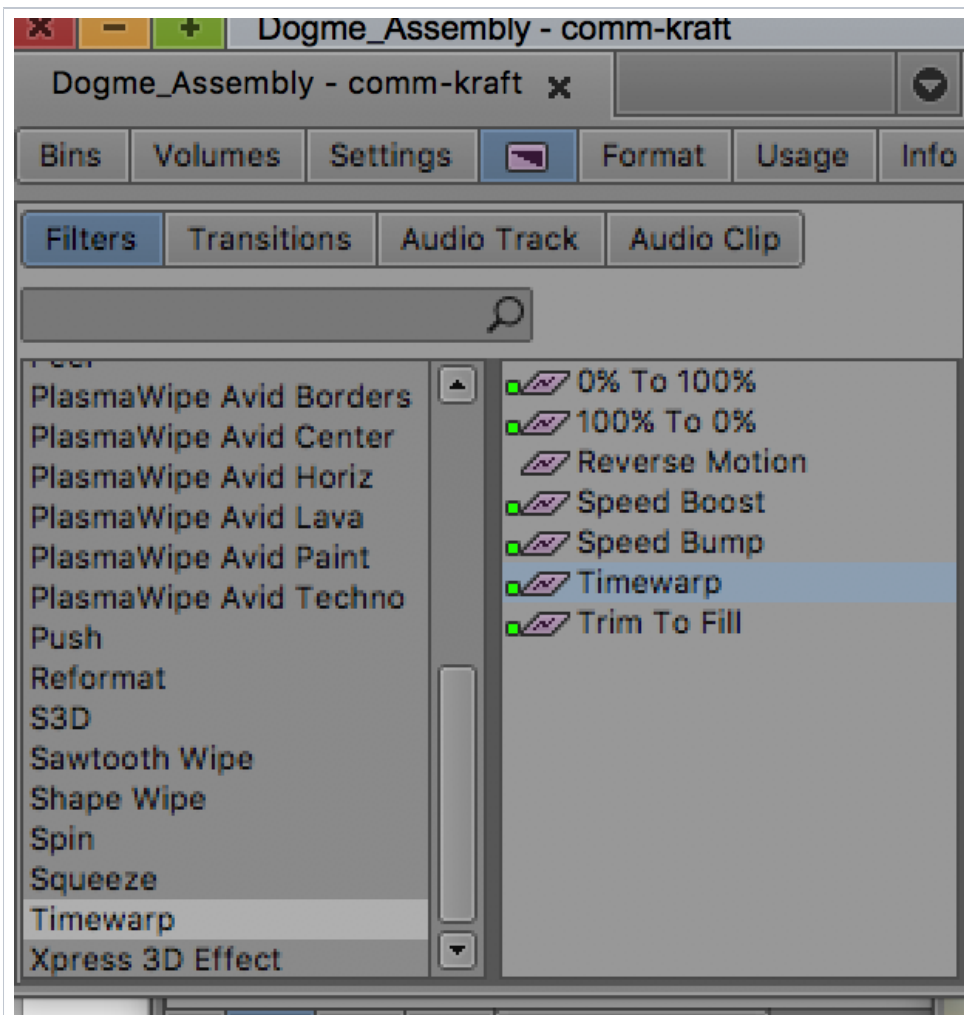 Dogme_Assembly - comm-kraft
Dogme_Assembly - comm-kraft x
Bins Volumes Settings Format Usage Info
Filters Transitions Audio Track Audio Clip
PlasmaWipe Avid Borders
PlasmaWipe Avid Center
PlasmaWipe Avid Horiz
PlasmaWipe Avid Lava
PlasmaWipe Avid Paint
PlasmaWipe Avid Techno
Push
Reformat
S3D
Sawtooth Wipe
Shape Wipe
Spin
Squeeze
Timewarp
Xpress 3D Effect
0% To 100%
100% To 0%
Reverse Motion
Speed Boost
Speed Bump
Timewarp
Trim To Fill